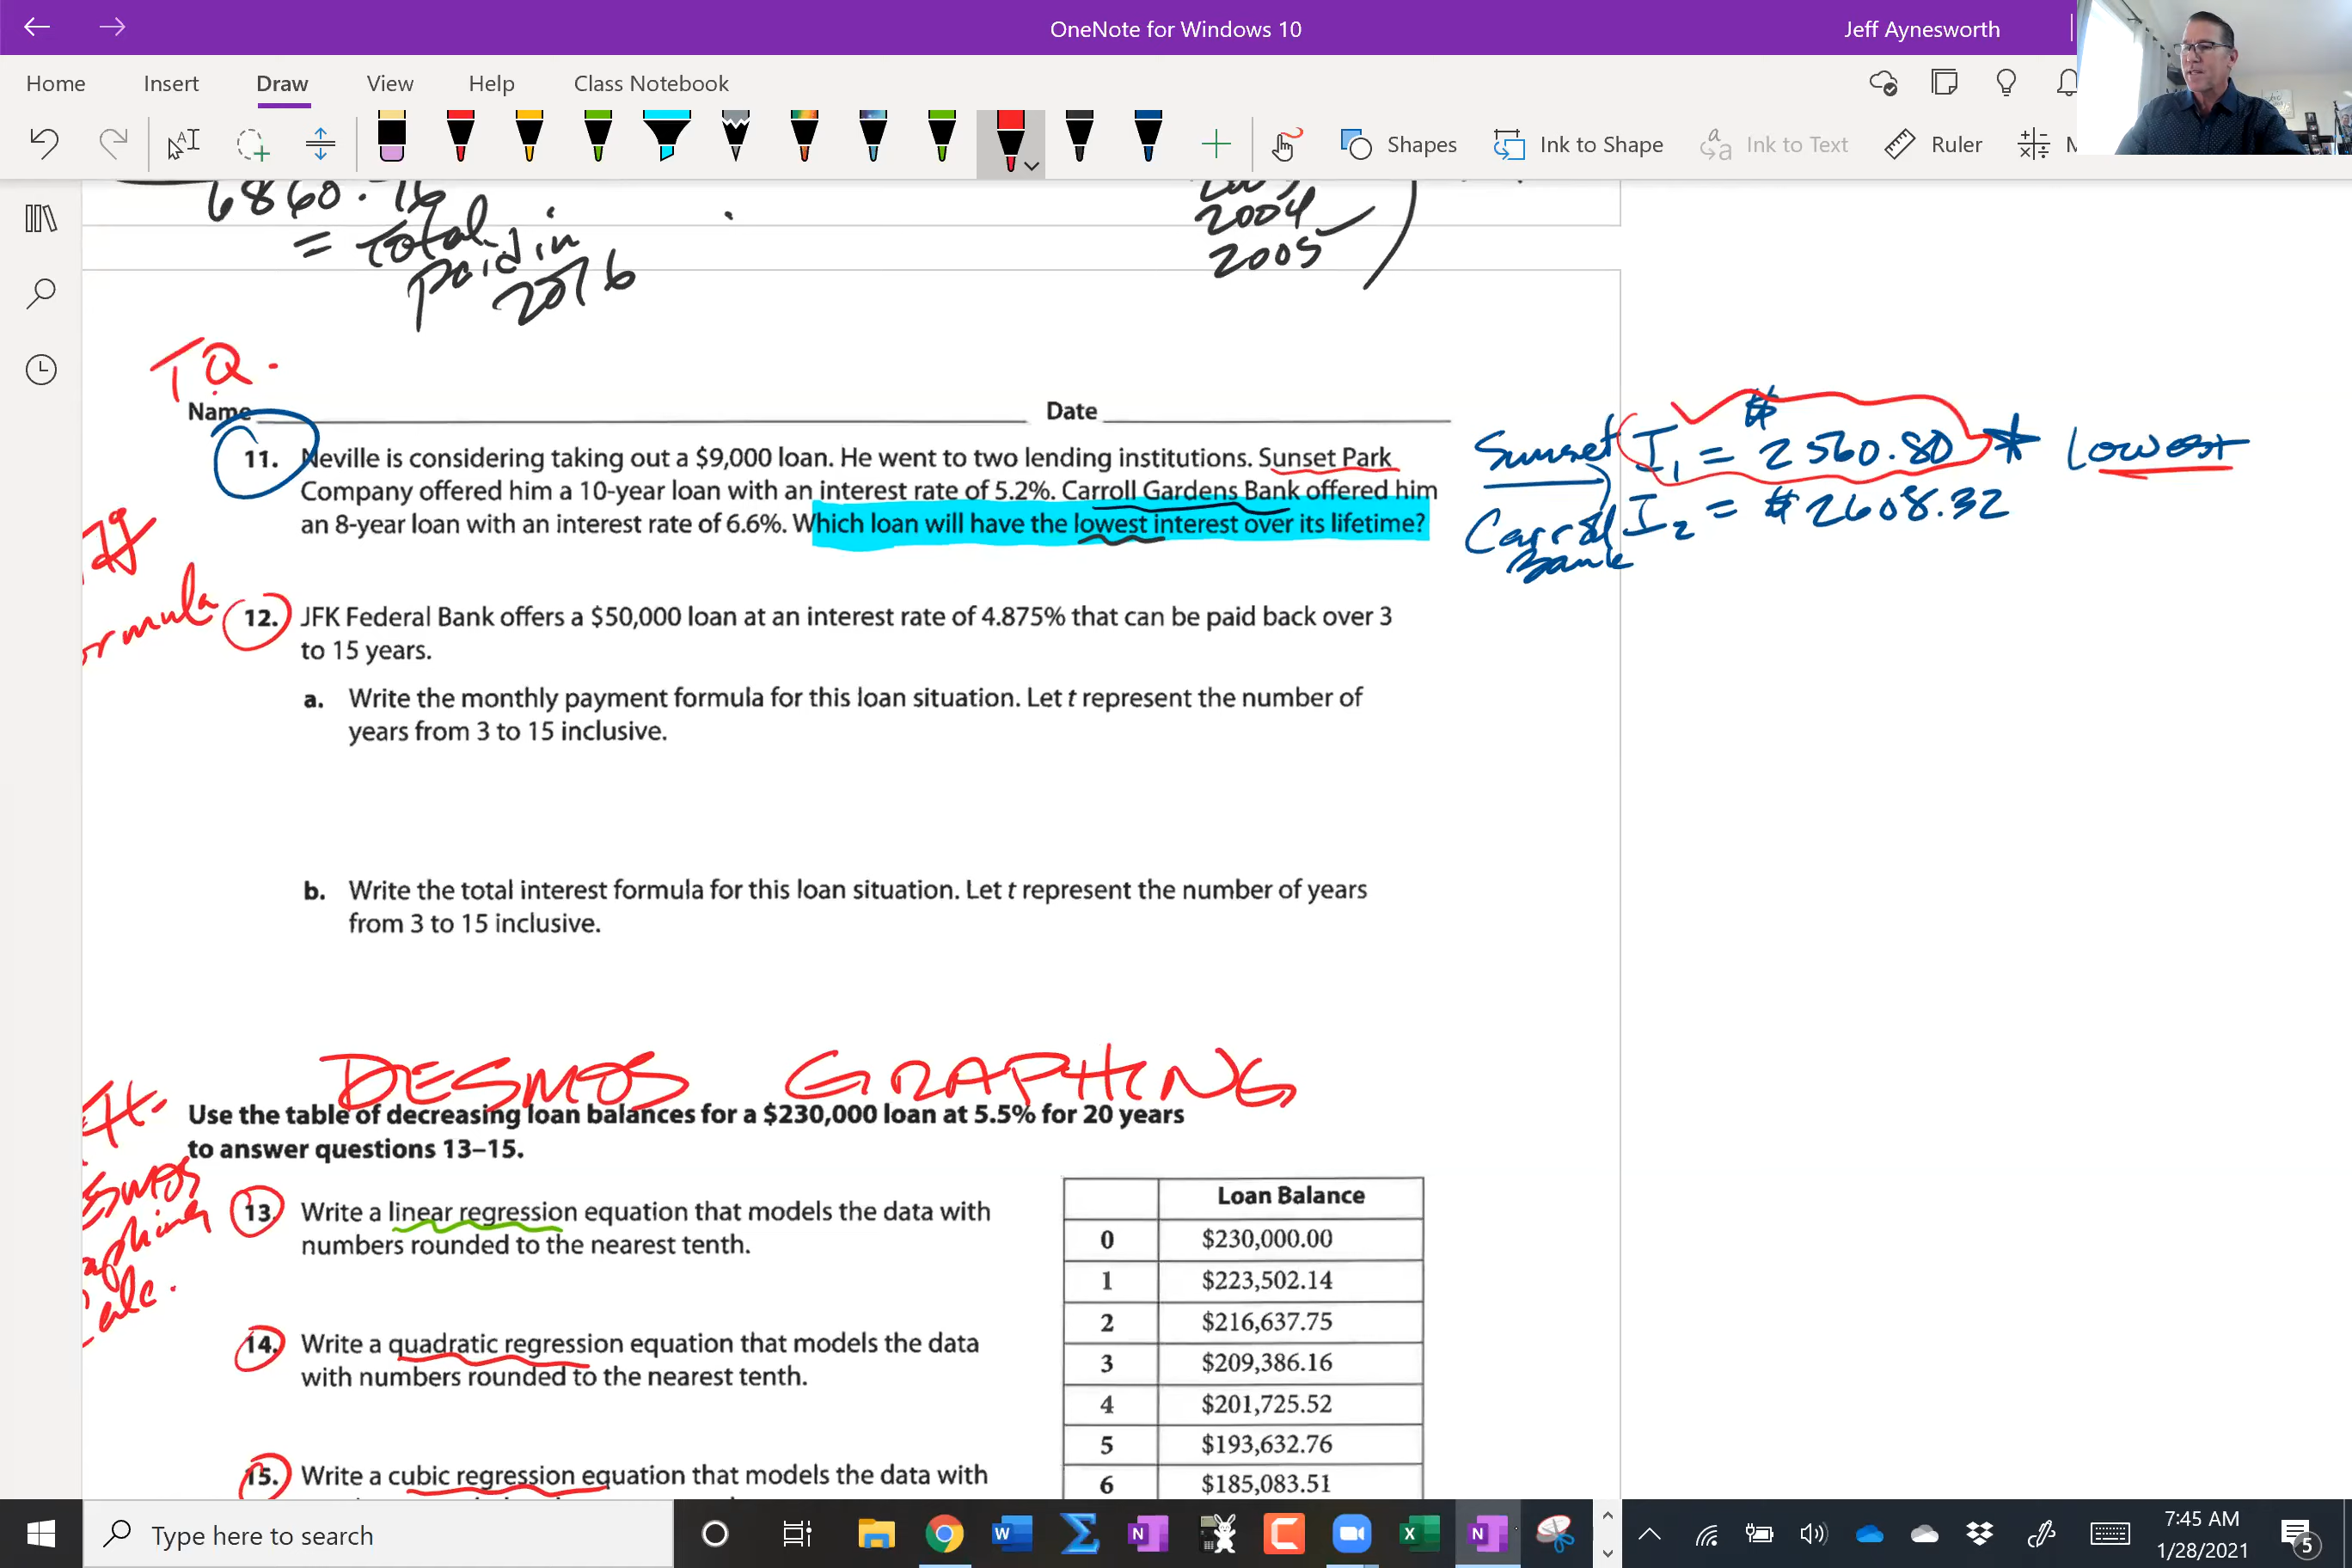 OneNote for Windows 10
Jeff Aynesworth
Home Insert Draw View Help Class Notebook
Shapes Ink to Shape Ink to Text Ruler M
6860.76
= total
paid in
2016
2004
2005
T Q.
Name Date
11. Neville is considering taking out a $9,000 loan. He went to two lending institutions. Sunset Park
Company offered him a 10-year loan with an interest rate of 5.2%. Carroll Gardens Bank offered him
an 8-year loan with an interest rate of 6.6%. Which loan will have the lowest interest over its lifetime?
Sunset I1 = $ 2560.80 * Lowest
Carrol I2 = $2608.32
Bank
ormula
12. JFK Federal Bank offers a $50,000 loan at an interest rate of 4.875% that can be paid back over 3
to 15 years.
a. Write the monthly payment formula for this loan situation. Let t represent the number of
years from 3 to 15 inclusive.
b. Write the total interest formula for this loan situation. Let t represent the number of years
from 3 to 15 inclusive.
DESMOS GRAPHING
Use the table of decreasing loan balances for a $230,000 loan at 5.5% for 20 years
to answer questions 13–15.
esmos
aphing
calc.
13. Write a linear regression equation that models the data with
numbers rounded to the nearest tenth.
14. Write a quadratic regression equation that models the data
with numbers rounded to the nearest tenth.
15. Write a cubic regression equation that models the data with
Loan Balance
0 $230,000.00
1 $223,502.14
2 $216,637.75
3 $209,386.16
4 $201,725.52
5 $193,632.76
6 $185,083.51
Type here to search
7:45 AM
1/28/2021
5